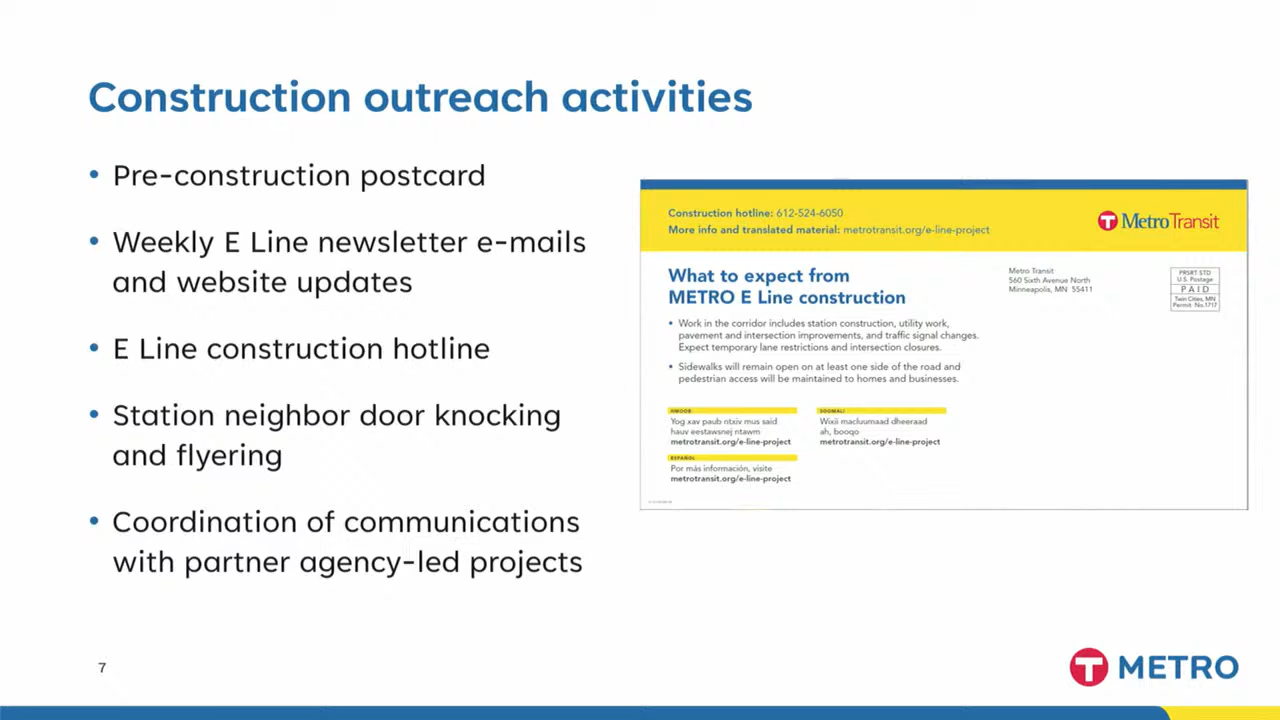 Construction outreach activities
• Pre-construction postcard
• Weekly E Line newsletter e-mails
and website updates
• E Line construction hotline
• Station neighbor door knocking
and flyering
• Coordination of communications
with partner agency-led projects
Construction hotline: 612-524-6050
More info and translated material: metrotransit.org/e-line-project
MetroTransit
What to expect from
METRO E Line construction
• Work in the corridor includes station construction, utility work,
pavement and intersection improvements, and traffic signal changes.
Expect temporary lane restrictions and intersection closures.
• Sidewalks will remain open on at least one side of the road and
pedestrian access will be maintained to homes and businesses.
Metro Transit
560 Sixth Avenue North
Minneapolis, MN 55411
PRSRT STD
U.S. Postage
PAID
Twin Cities, MN
Permit No.1717
HMOOB
Yog xav paub ntxiv mus said
hauv eestawsnej ntawm
metrotransit.org/e-line-project
SOOMALI
Wixii macluumaad dheeraad
ah, booqo
metrotransit.org/e-line-project
ESPAÑOL
Por más información, visite
metrotransit.org/e-line-project
7
T METRO